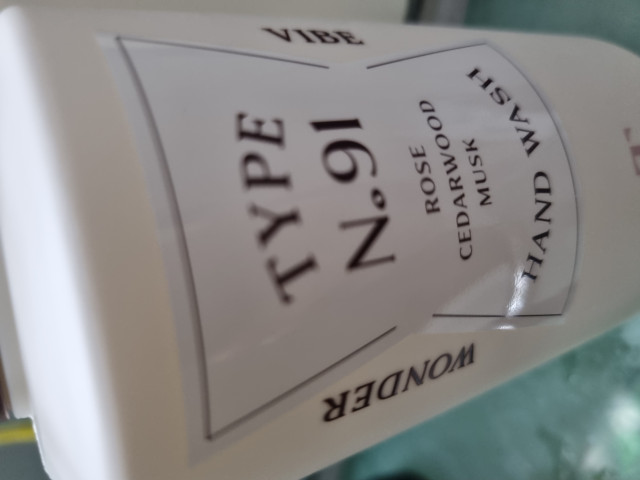 TYPE
No.91
ROSE
CEDARWOOD
MUSK
HAND WASH
VIBE
WONDER